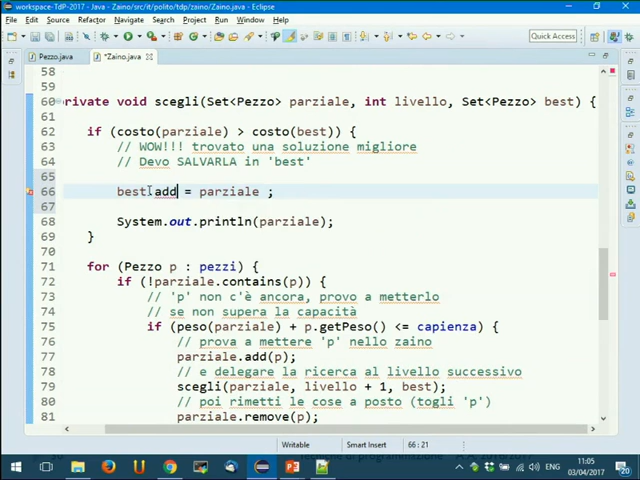 workspace-TdP-2017 - Java - Zaino/src/it/polito/tdp/zaino/Zaino.java - Eclipse
File Edit Source Refactor Navigate Search Project Run Window Help
Quick Access
Pezzo.java *Zaino.java
58
59
60 rivate void scegli(Set<Pezzo> parziale, int livello, Set<Pezzo> best) {
61
62 if (costo(parziale) > costo(best)) {
63 // WOW!!! trovato una soluzione migliore
64 // Devo SALVARLA in 'best'
65
66 best.add = parziale ;
67
68 System.out.println(parziale);
69 }
70
71 for (Pezzo p : pezzi) {
72 if (!parziale.contains(p)) {
73 // 'p' non c'è ancora, provo a metterlo
74 // se non supera la capacità
75 if (peso(parziale) + p.getPeso() <= capienza) {
76 // prova a mettere 'p' nello zaino
77 parziale.add(p);
78 // e delegare la ricerca al livello successivo
79 scegli(parziale, livello + 1, best);
80 // poi rimetti le cose a posto (togli 'p')
81 parziale.remove(p);
Writable Smart Insert 66 : 21
11:05
03/04/2017
20